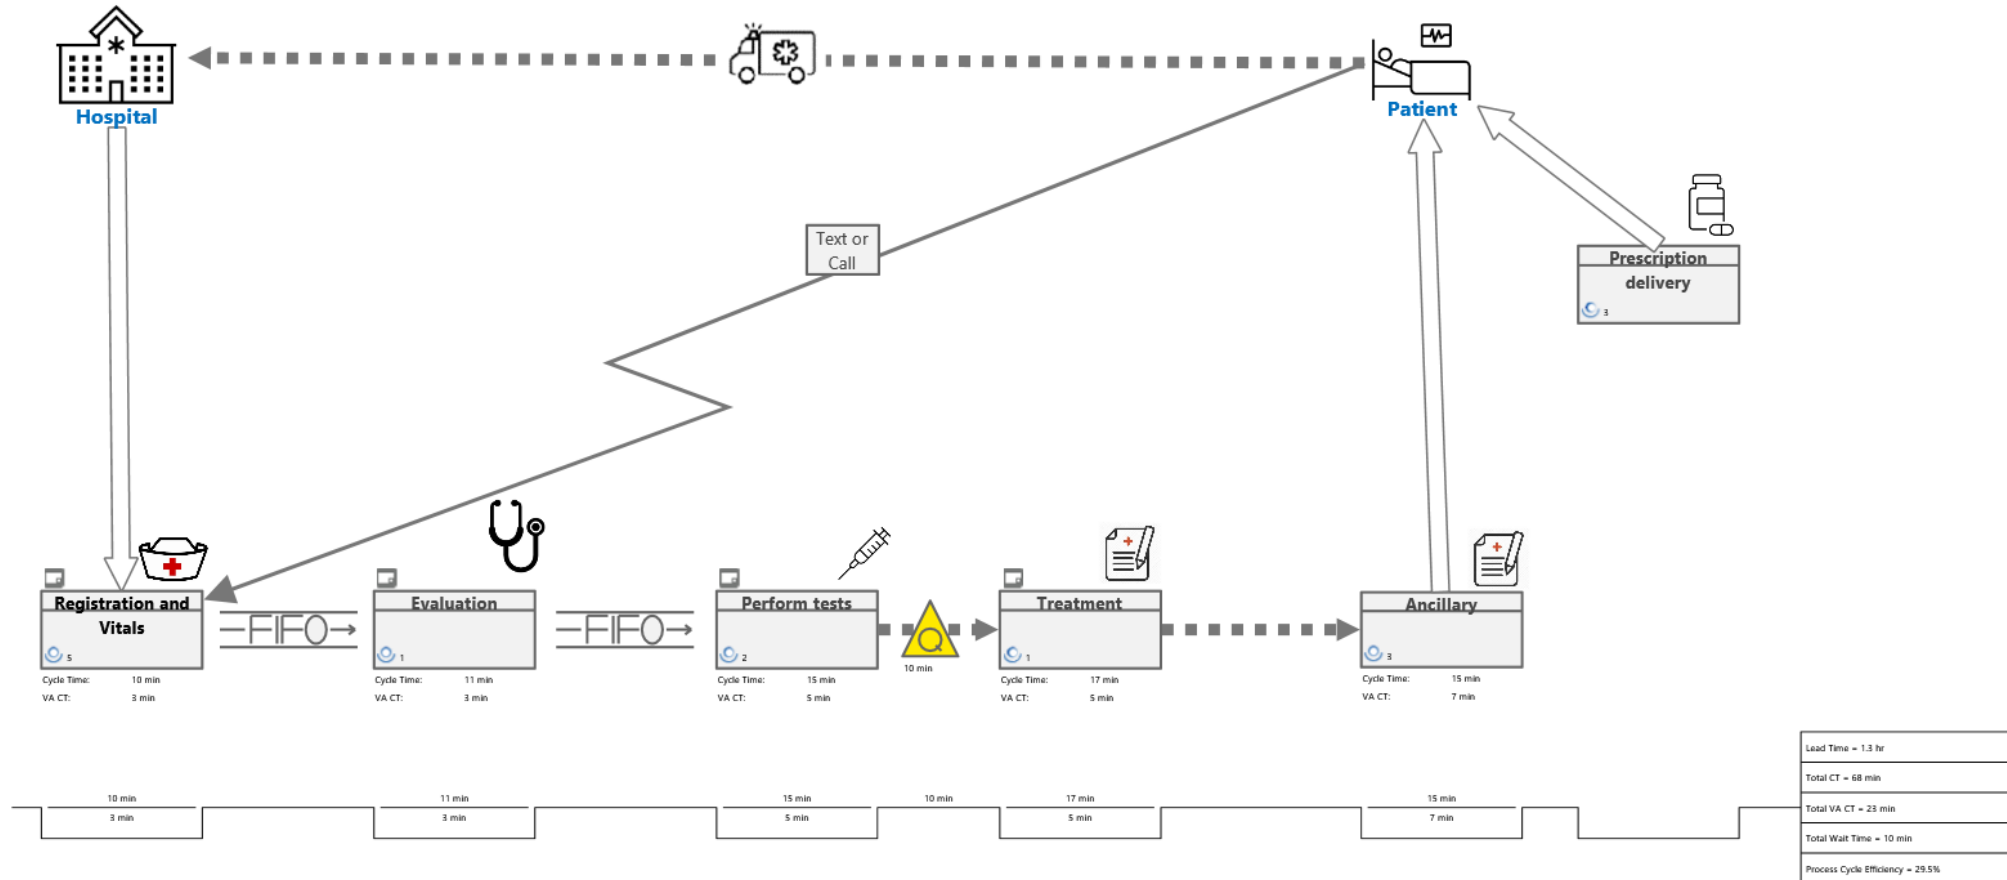 Hospital
Patient
Text or
Call
Prescription
delivery
3
Registration and
Vitals
5
FIFO
Evaluation
1
FIFO
Perform tests
2
Q
10 min
Treatment
1
Ancillary
3
Cycle Time: 10 min
VA CT: 3 min
Cycle Time: 11 min
VA CT: 3 min
Cycle Time: 15 min
VA CT: 5 min
Cycle Time: 17 min
VA CT: 5 min
Cycle Time: 15 min
VA CT: 7 min
10 min
3 min
11 min
3 min
15 min
5 min
10 min
17 min
5 min
15 min
7 min
Lead Time = 1.3 hr
Total CT = 68 min
Total VA CT = 23 min
Total Wait Time = 10 min
Process Cycle Efficiency = 29.5%